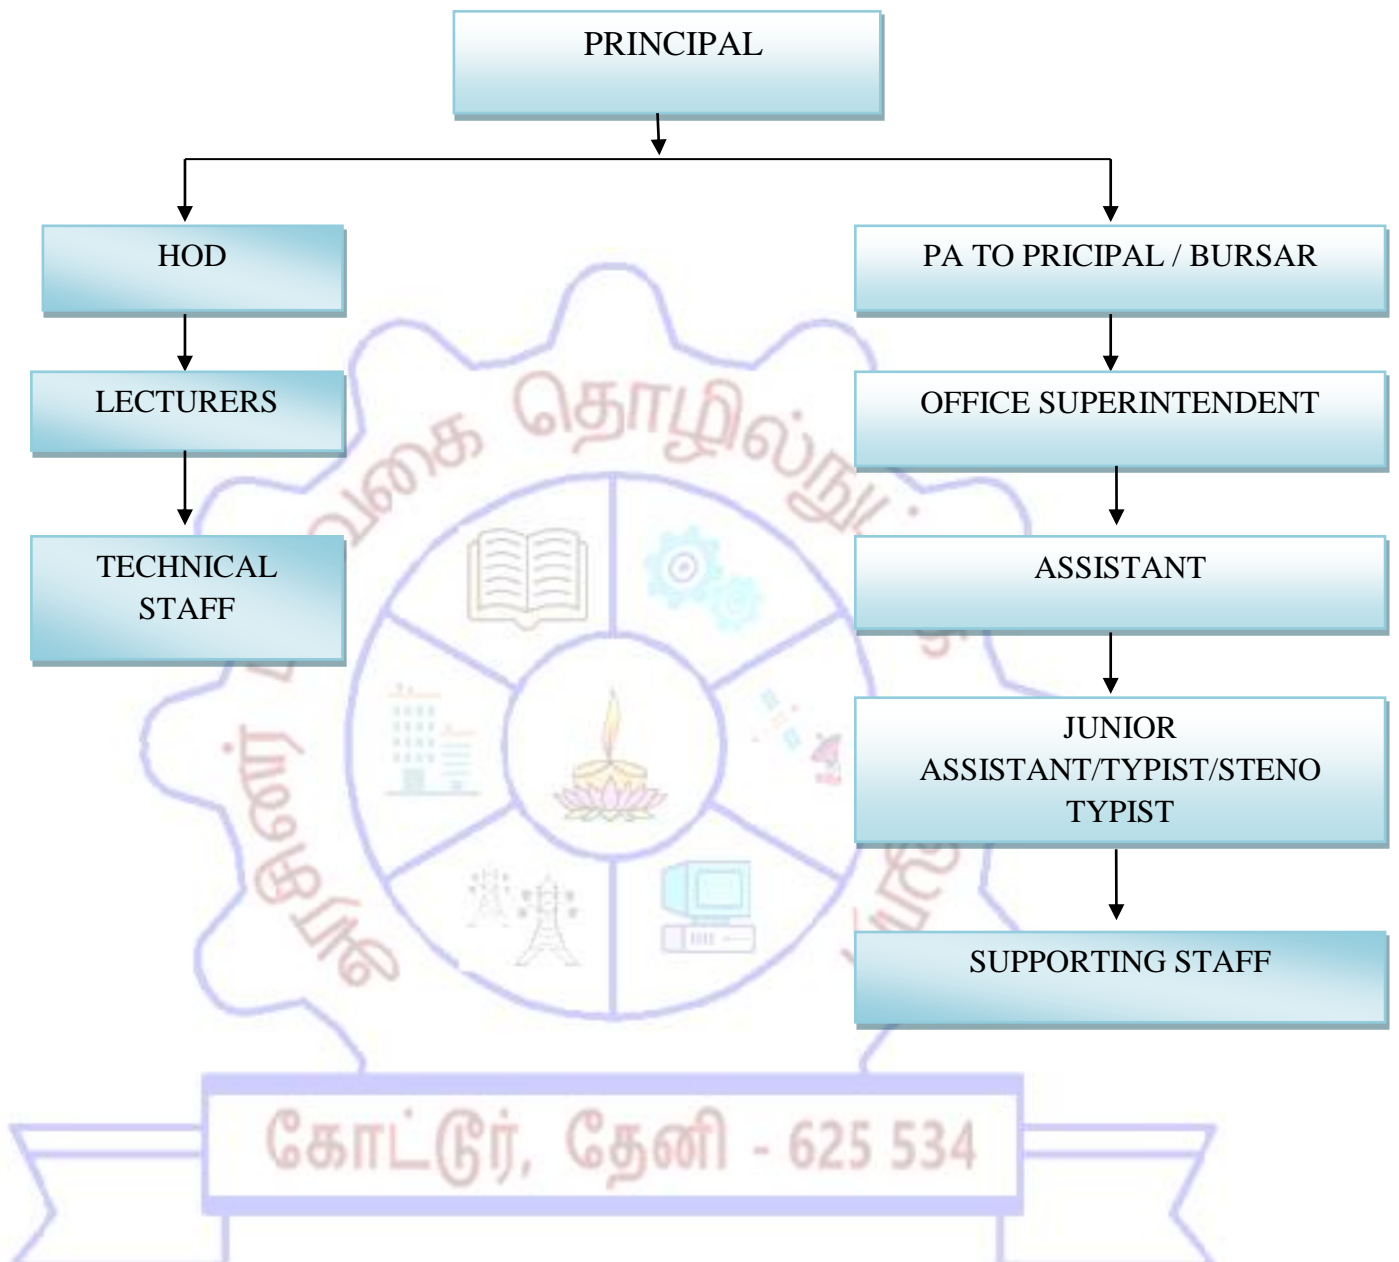 PRINCIPAL
HOD
PA TO PRICIPAL / BURSAR
LECTURERS
OFFICE SUPERINTENDENT
TECHNICAL
STAFF
ASSISTANT
JUNIOR
ASSISTANT/TYPIST/STENO
TYPIST
SUPPORTING STAFF
கோட்டூர், தேனி - 625 534